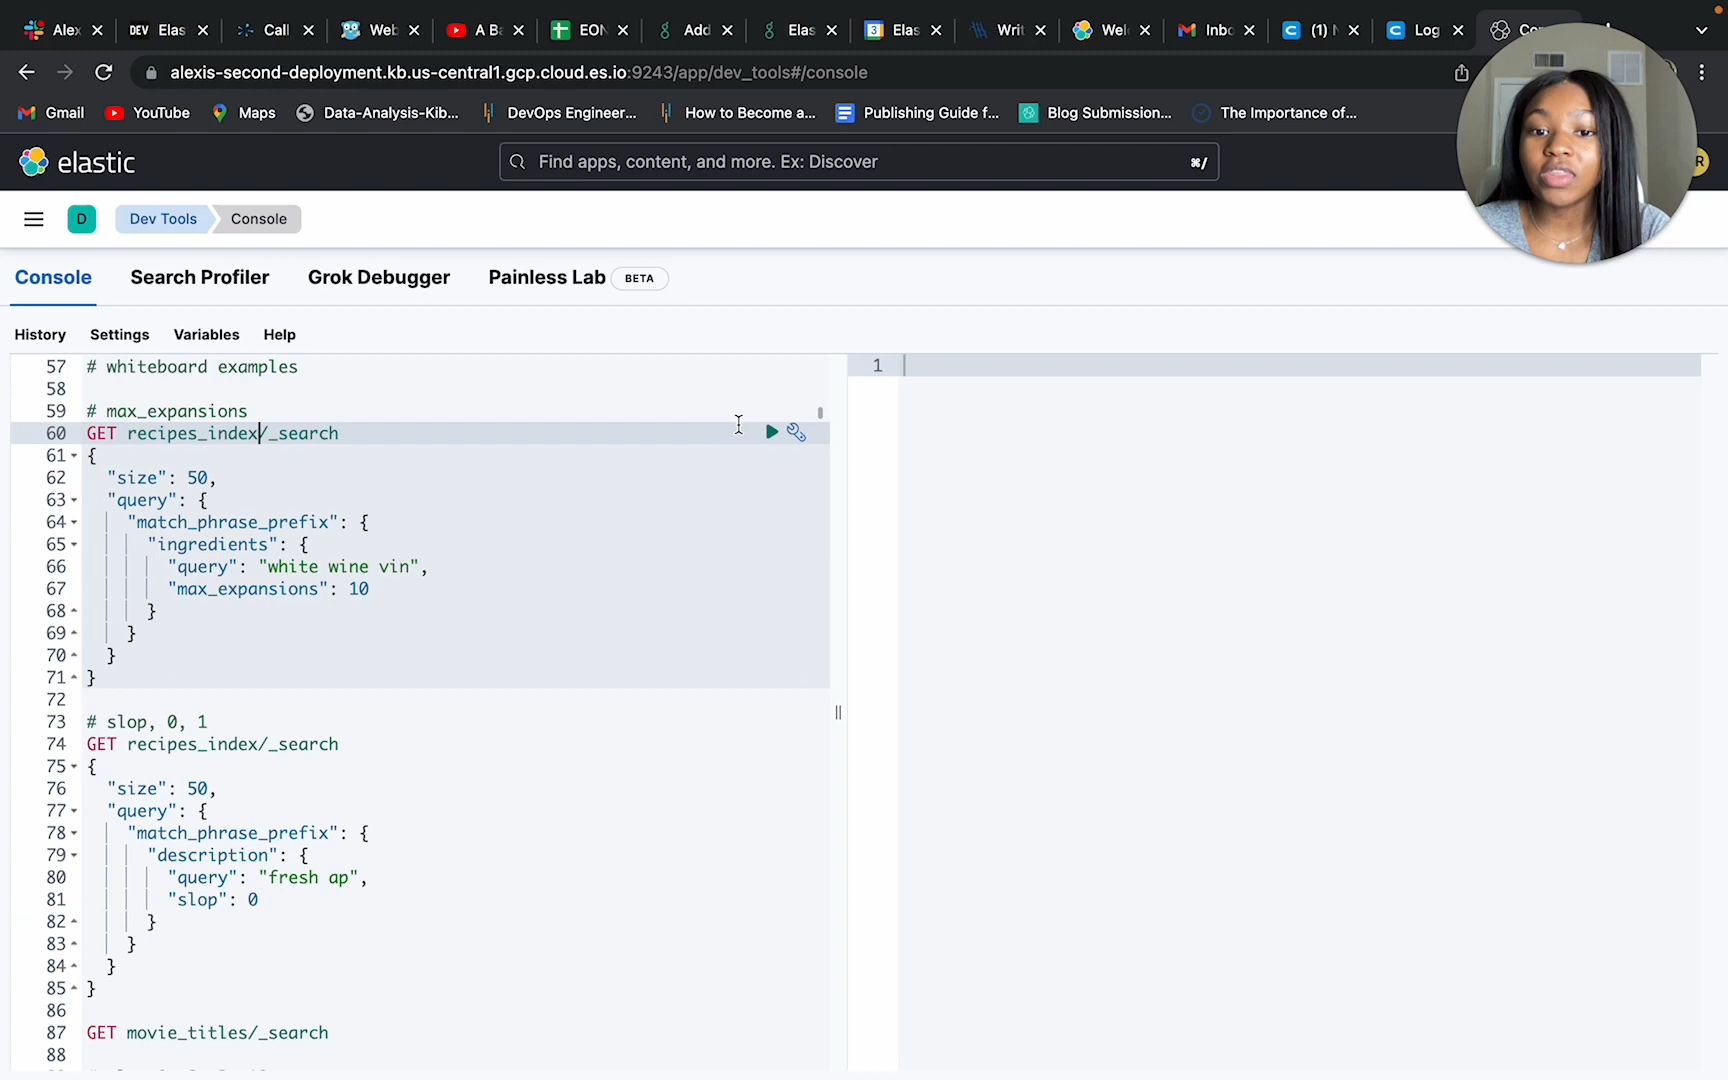 Alex
DEV Elas
Call
Web
A Ba
EON
Add
Elas
Elas
Writ
Wel
Inbo
(1) N
Log
alexis-second-deployment.kb.us-central1.gcp.cloud.es.io:9243/app/dev_tools#/console
Gmail YouTube Maps Data-Analysis-Kib... DevOps Engineer... How to Become a... Publishing Guide f... Blog Submission... The Importance of...
elastic Find apps, content, and more. Ex: Discover ⌘/ R
D Dev Tools Console
Console Search Profiler Grok Debugger Painless Lab BETA
History Settings Variables Help
57 # whiteboard examples
58
59 # max_expansions
60 GET recipes_index/_search
61 {
62 "size": 50,
63 "query": {
64 "match_phrase_prefix": {
65 "ingredients": {
66 "query": "white wine vin",
67 "max_expansions": 10
68 }
69 }
70 }
71 }
72
73 # slop, 0, 1
74 GET recipes_index/_search
75 {
76 "size": 50,
77 "query": {
78 "match_phrase_prefix": {
79 "description": {
80 "query": "fresh ap",
81 "slop": 0
82 }
83 }
84 }
85 }
86
87 GET movie_titles/_search
88
1